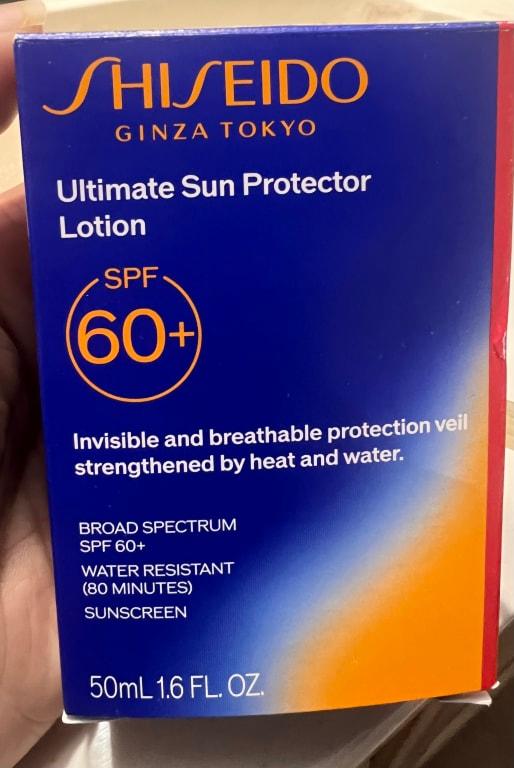 SHISEIDO
GINZA TOKYO
Ultimate Sun Protector
Lotion
SPF
60+
Invisible and breathable protection veil
strengthened by heat and water.
BROAD SPECTRUM
SPF 60+
WATER RESISTANT
(80 MINUTES)
SUNSCREEN
50mL 1.6 FL. OZ.